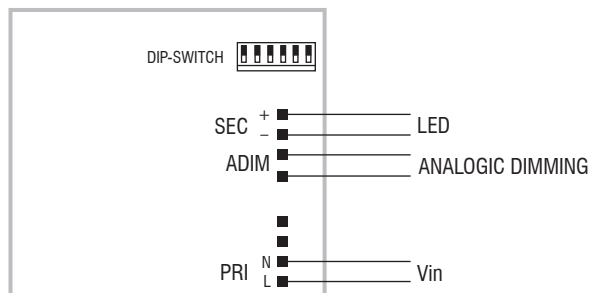 DIP-SWITCH
SEC + LED
−
ADIM ANALOGIC DIMMING
PRI N Vin
L